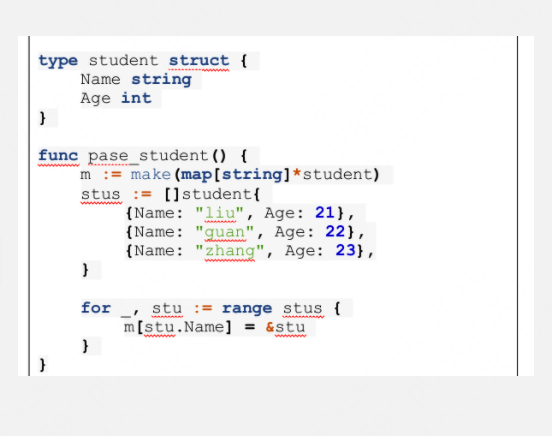 type student struct {
Name string
Age int
}
func pase_student() {
m := make(map[string]*student)
stus := []student{
{Name: "liu", Age: 21},
{Name: "guan", Age: 22},
{Name: "zhang", Age: 23},
}
for _, stu := range stus {
m[stu.Name] = &stu
}
}